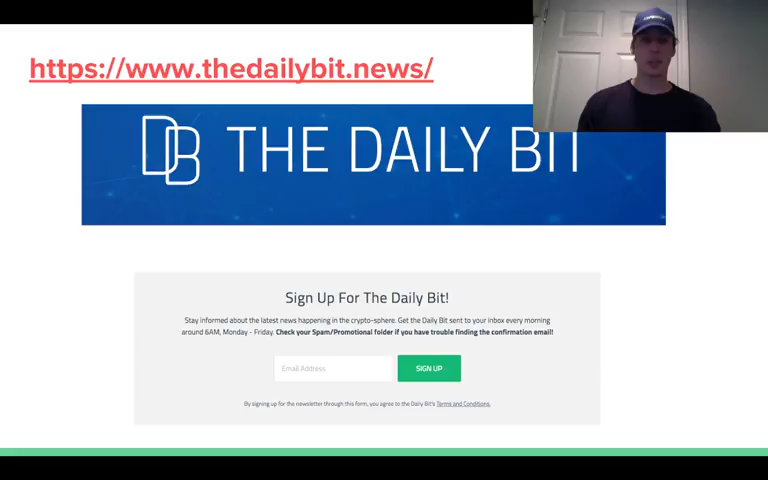 https://www.thedailybit.news/
DB THE DAILY BIT
Sign Up For The Daily Bit!
Stay informed about the latest news happening in the crypto-sphere. Get the Daily Bit sent to your inbox every morning
around 6AM, Monday - Friday. Check your Spam/Promotional folder if you have trouble finding the confirmation email!
Email Address
SIGN UP
By signing up for the newsletter through this form, you agree to the Daily Bit's Terms and Conditions.